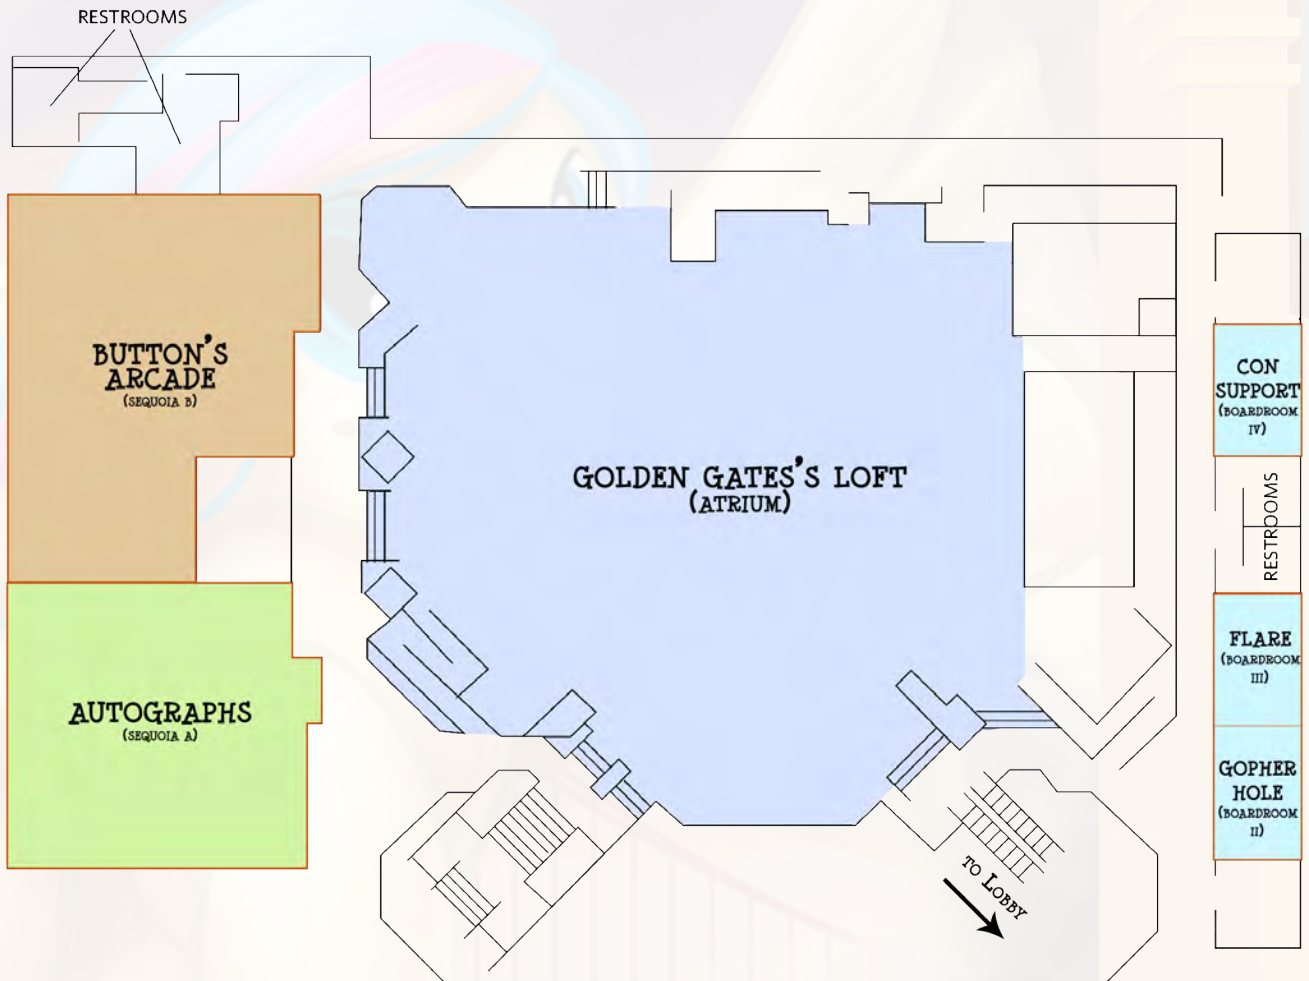 RESTROOMS
BUTTON'S
ARCADE
(SEQUOIA B)
AUTOGRAPHS
(SEQUOIA A)
GOLDEN GATES'S LOFT
(ATRIUM)
TO LOBBY
CON
SUPPORT
(BOARDROOM
IV)
RESTROOMS
FLARE
(BOARDROOM
III)
GOPHER
HOLE
(BOARDROOM
II)